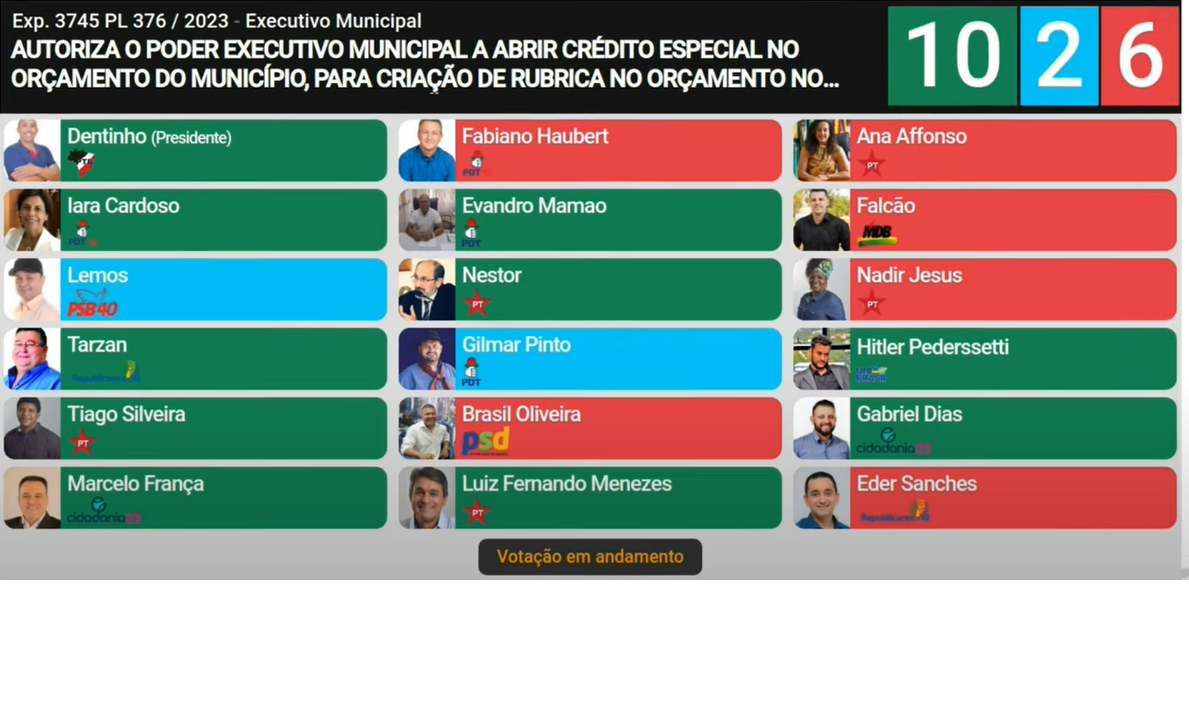 Exp. 3745 PL 376 / 2023 - Executivo Municipal
AUTORIZA O PODER EXECUTIVO MUNICIPAL A ABRIR CRÉDITO ESPECIAL NO
ORÇAMENTO DO MUNICÍPIO, PARA CRIAÇÃO DE RUBRICA NO ORÇAMENTO NO...
10 2 6
Dentinho (Presidente)
PTB
Fabiano Haubert
PDT
Ana Affonso
PT
Iara Cardoso
PDT
Evandro Mamao
PDT
Falcão
MDB
Lemos
PSB 40
Nestor
PT
Nadir Jesus
PT
Tarzan
Republicanos
Gilmar Pinto
PDT
Hitler Pederssetti
Tiago Silveira
PT
Brasil Oliveira
psd
Gabriel Dias
cidadania23
Marcelo França
cidadania23
Luiz Fernando Menezes
PT
Eder Sanches
Republicanos
Votação em andamento